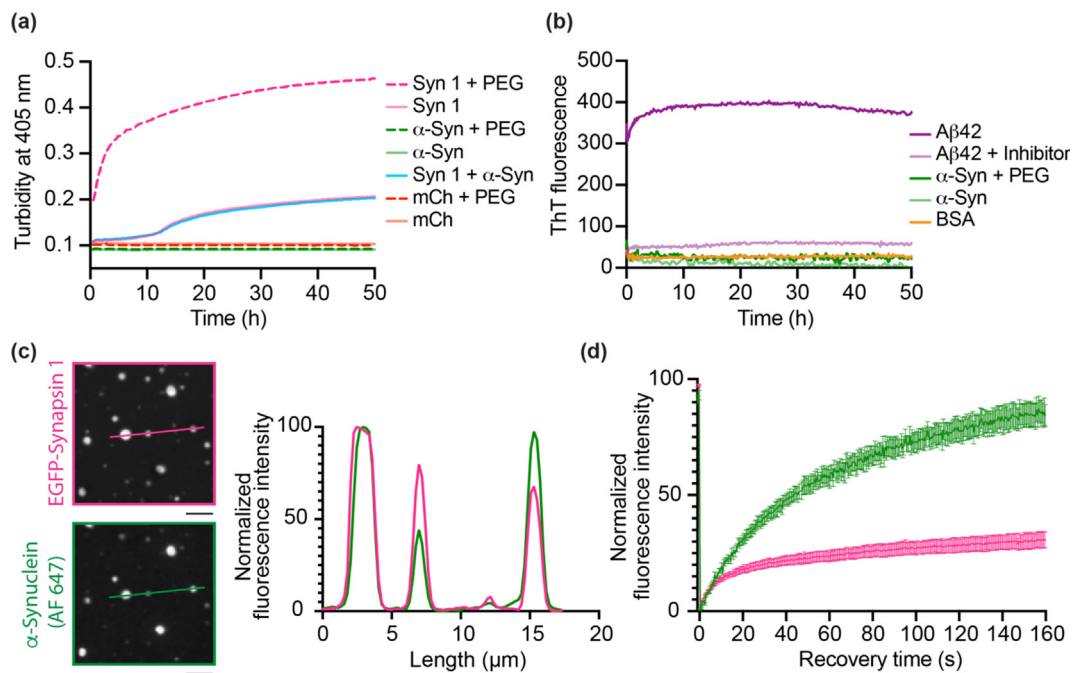 (a)
Turbidity at 405 nm
0.5
0.4
0.3
0.2
0.1
0 10 20 30 40 50
Time (h)
Syn 1 + PEG
Syn 1
α-Syn + PEG
α-Syn
Syn 1 + α-Syn
mCh + PEG
mCh
(b)
ThT fluorescence
500
400
300
200
100
0
0 10 20 30 40 50
Time (h)
Aβ42
Aβ42 + Inhibitor
α-Syn + PEG
α-Syn
BSA
(c)
EGFP-Synapsin 1
α-Synuclein
(AF 647)
Normalized
fluorescence intensity
100
50
0
0 5 10 15 20
Length (µm)
(d)
Normalized
fluorescence intensity
100
50
0
0 20 40 60 80 100 120 140 160
Recovery time (s)